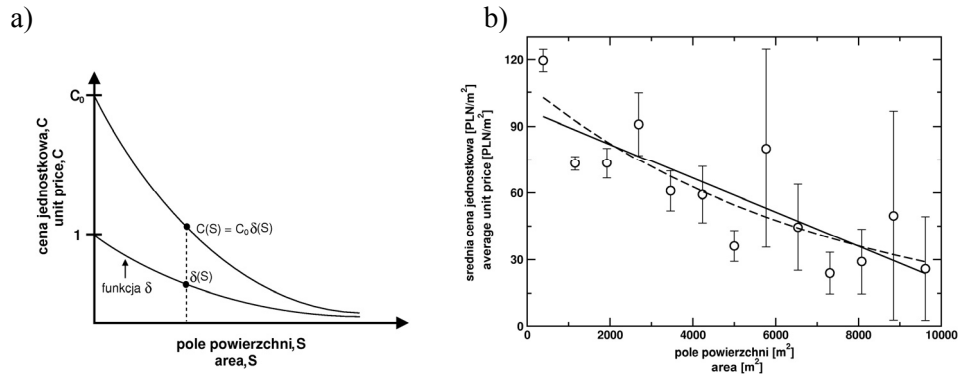 a)
C₀
1
cena jednostkowa,C
unit price,C
C(S) = C₀δ(S)
δ(S)
funkcja δ
pole powierzchni,S
area,S
b)
srednia cena jednostkowa [PLN/m²]
average unit price [PLN/m²]
120
90
60
30
0
0 2000 4000 6000 8000 10000
pole powierzchni [m²]
area [m²]